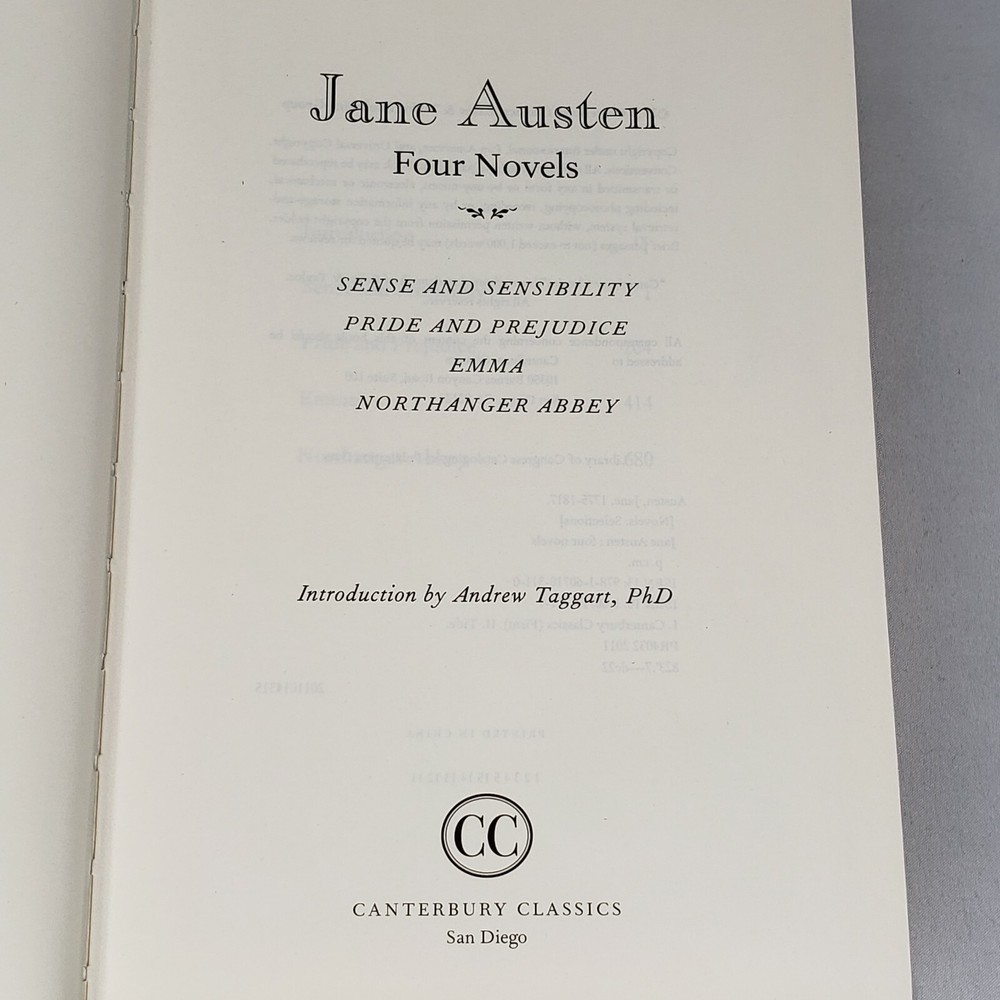 Jane Austen
Four Novels
SENSE AND SENSIBILITY
PRIDE AND PREJUDICE
EMMA
NORTHANGER ABBEY
Introduction by Andrew Taggart, PhD
CC
CANTERBURY CLASSICS
San Diego